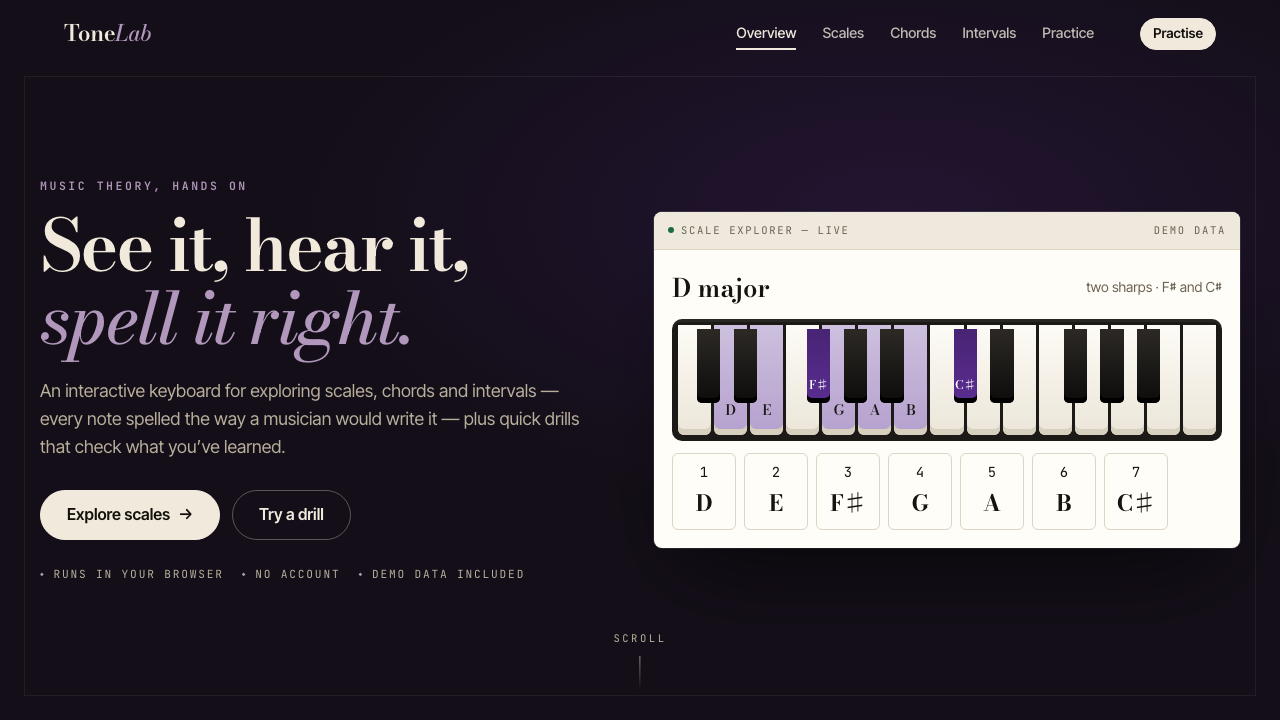 ToneLab
Overview Scales Chords Intervals Practice Practise
MUSIC THEORY, HANDS ON
See it, hear it,
spell it right.
An interactive keyboard for exploring scales, chords and intervals —
every note spelled the way a musician would write it — plus quick drills
that check what you’ve learned.
Explore scales →
Try a drill
• RUNS IN YOUR BROWSER • NO ACCOUNT • DEMO DATA INCLUDED
SCALE EXPLORER — LIVE
DEMO DATA
D major
two sharps · F♯ and C♯
F♯ C♯
D E G A B
1 2 3 4 5 6 7
D E F♯ G A B C♯
SCROLL